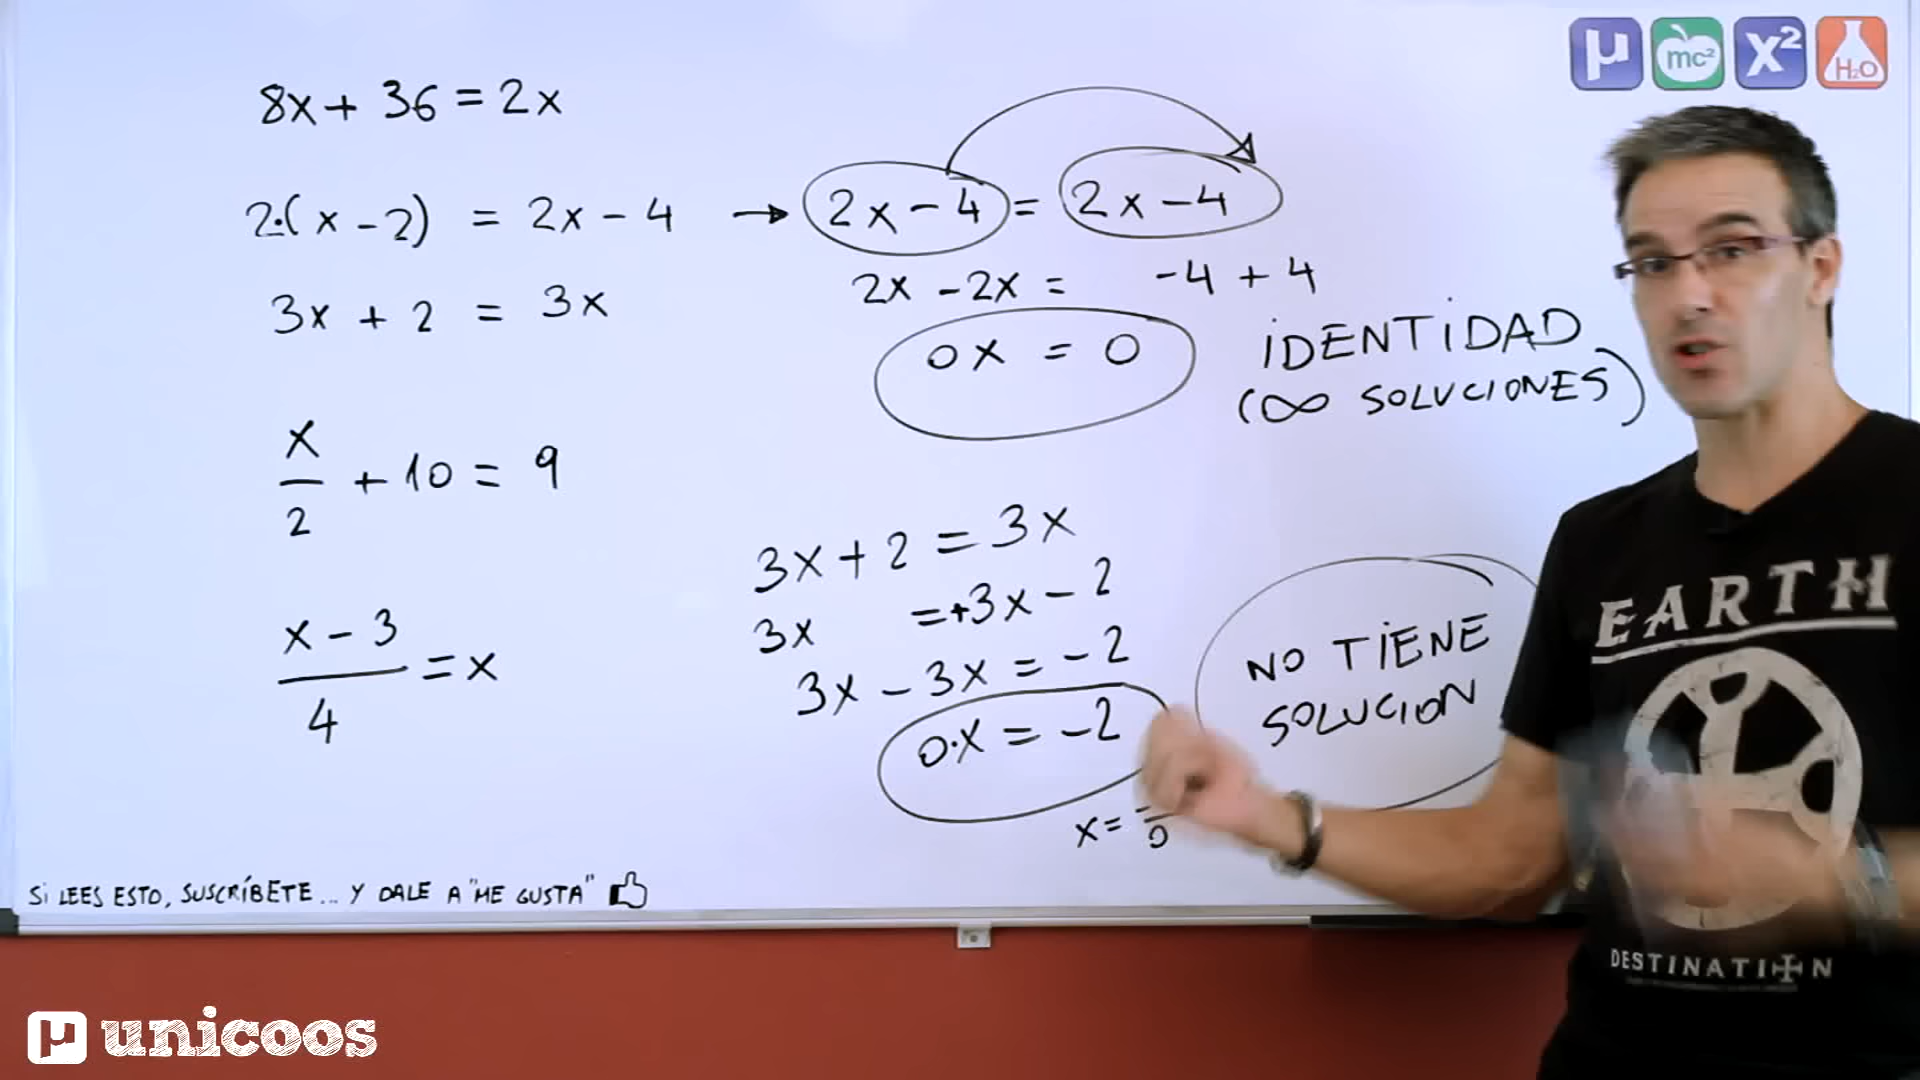 8x + 36 = 2x
2·(x - 2) = 2x - 4 → 2x - 4 = 2x - 4
2x - 2x = -4 + 4
0x = 0
IDENTIDAD
(∞ SOLUCIONES)
3x + 2 = 3x
x/2 + 10 = 9
x - 3/4 = x
3x + 2 = 3x
3x = +3x - 2
3x - 3x = -2
0·x = -2
x =
NO TIENE
SOLUCION
SI LEES ESTO, SUSCRÍBETE... Y DALE A "ME GUSTA"
µ unicoos
µ mc² x² H₂O
EARTH
DESTINATION